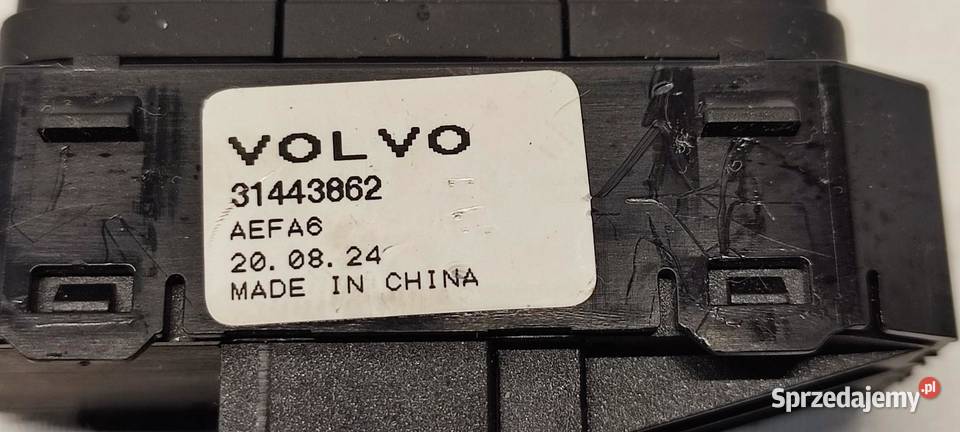 VOLVO
31443862
AEFA6
20.08.24
MADE IN CHINA
Sprzedajemy.pl